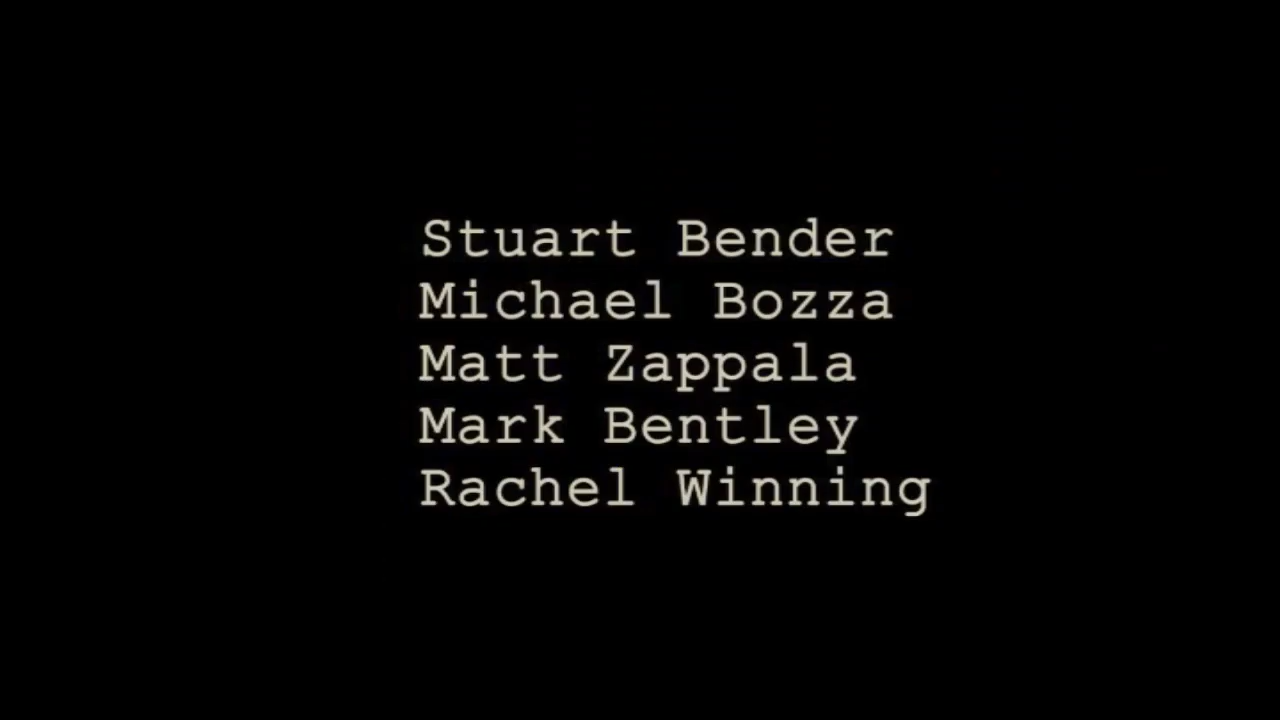 Stuart Bender
Michael Bozza
Matt Zappala
Mark Bentley
Rachel Winning